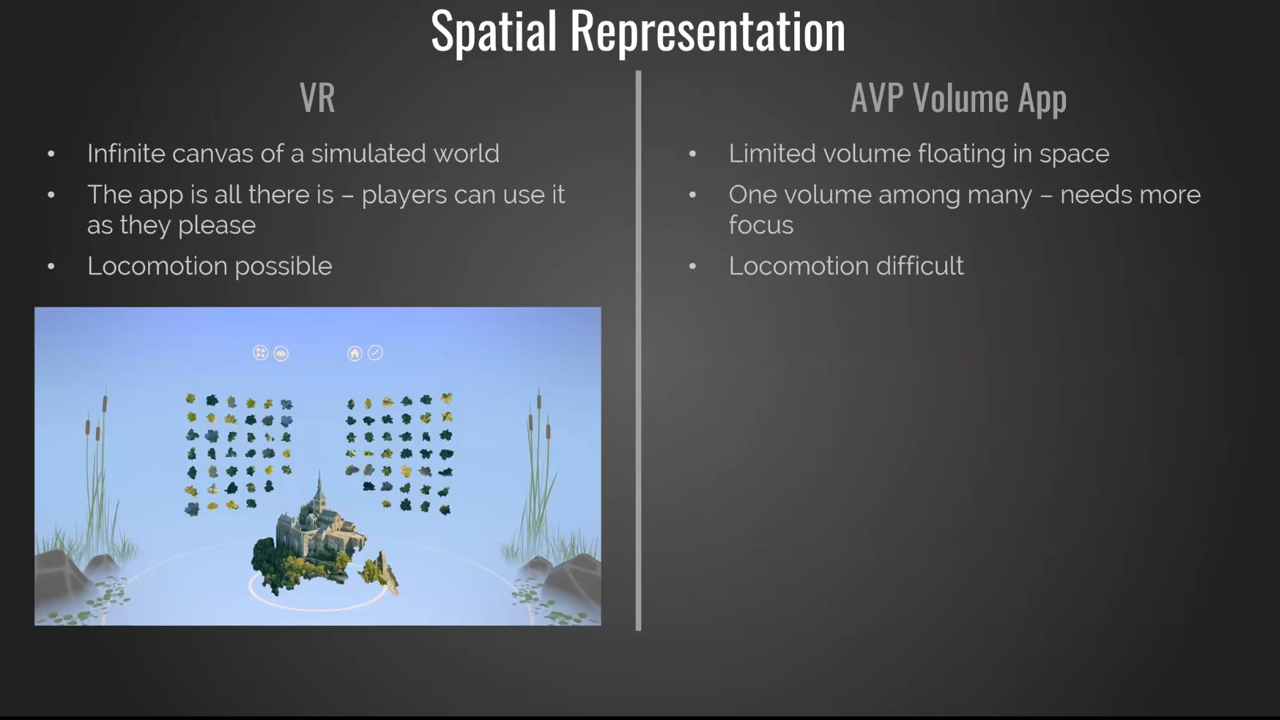 Spatial Representation
VR
• Infinite canvas of a simulated world
• The app is all there is – players can use it
as they please
• Locomotion possible
AVP Volume App
• Limited volume floating in space
• One volume among many – needs more
focus
• Locomotion difficult